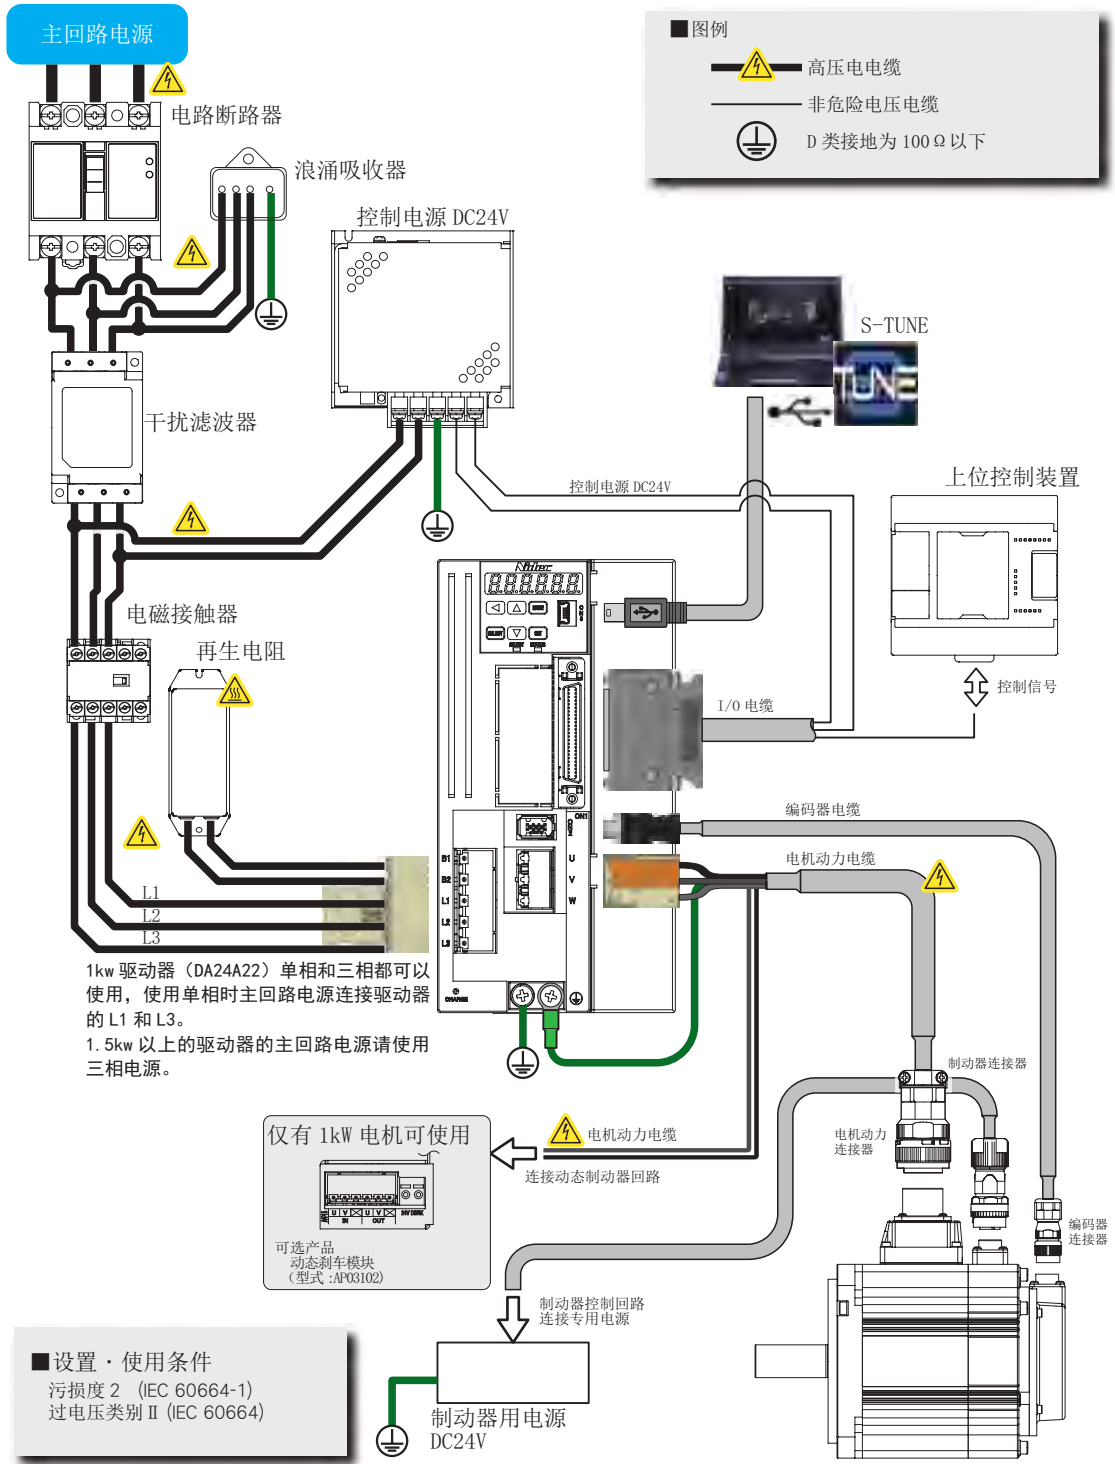 主回路电源
电路断路器
浪涌吸收器
■图例
高压电电缆
非危险电压电缆
D 类接地为 100 Ω 以下
控制电源 DC24V
S-TUNE
TUNE
干扰滤波器
控制电源 DC24V
上位控制装置
Nidec
电磁接触器
再生电阻
控制信号
I/O 电缆
编码器电缆
电机动力电缆
B1
B2
L1
L2
L3
U
V
W
CHARGE
L1
L2
L3
1kw 驱动器（DA24A22）单相和三相都可以
使用，使用单相时主回路电源连接驱动器
的 L1 和 L3。
1.5kw 以上的驱动器的主回路电源请使用
三相电源。
制动器连接器
电机动力
连接器
编码器
连接器
仅有 1kW 电机可使用
电机动力电缆
连接动态制动器回路
U V U V
IN OUT
24V DBRK
可选产品
动态刹车模块
（型式 :AP03102)
制动器控制回路
连接专用电源
制动器用电源
DC24V
■设置・使用条件
污损度 2 (IEC 60664-1)
过电压类别 II (IEC 60664)